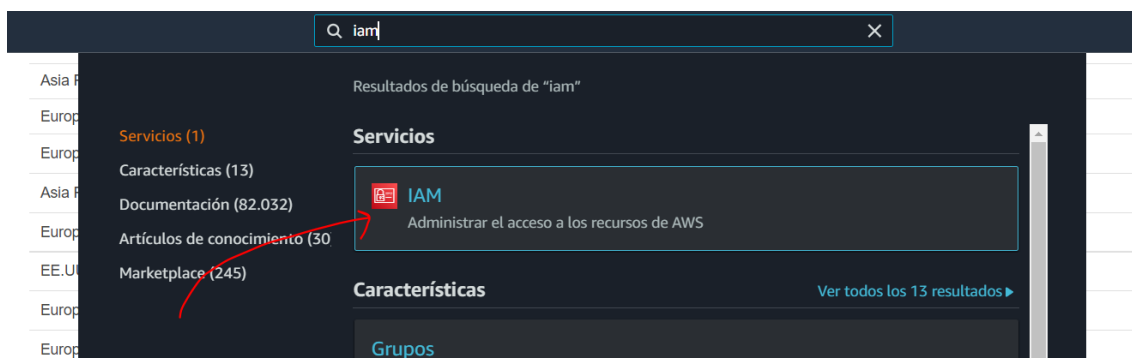 iam
Resultados de búsqueda de “iam”
Servicios (1)
Características (13)
Documentación (82.032)
Artículos de conocimiento (30
Marketplace (245)
Servicios
IAM
Administrar el acceso a los recursos de AWS
Características
Ver todos los 13 resultados
Grupos
Asia
Europ
Europ
Asia
Europ
EE.UU
Europ
Europ